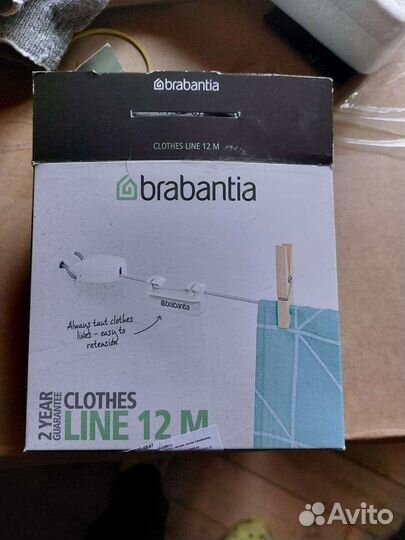 brabantia
CLOTHES LINE 12 M
brabantia
brabantia
Always taut clothes
lines - easy to
retension
2 YEAR
GUARANTEE
CLOTHES
LINE 12 M
Avito